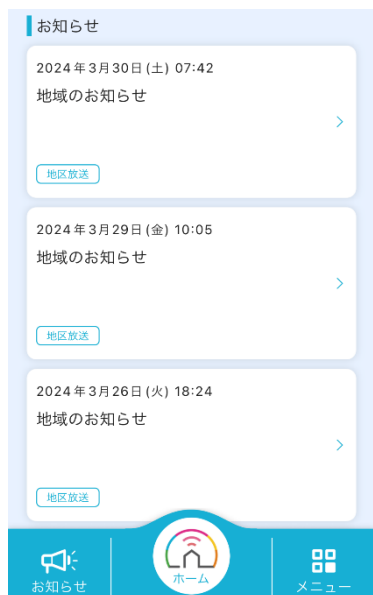 お知らせ
2024年3月30日(土) 07:42
地域のお知らせ
地区放送
2024年3月29日(金) 10:05
地域のお知らせ
地区放送
2024年3月26日(火) 18:24
地域のお知らせ
地区放送
お知らせ
ホーム
メニュー